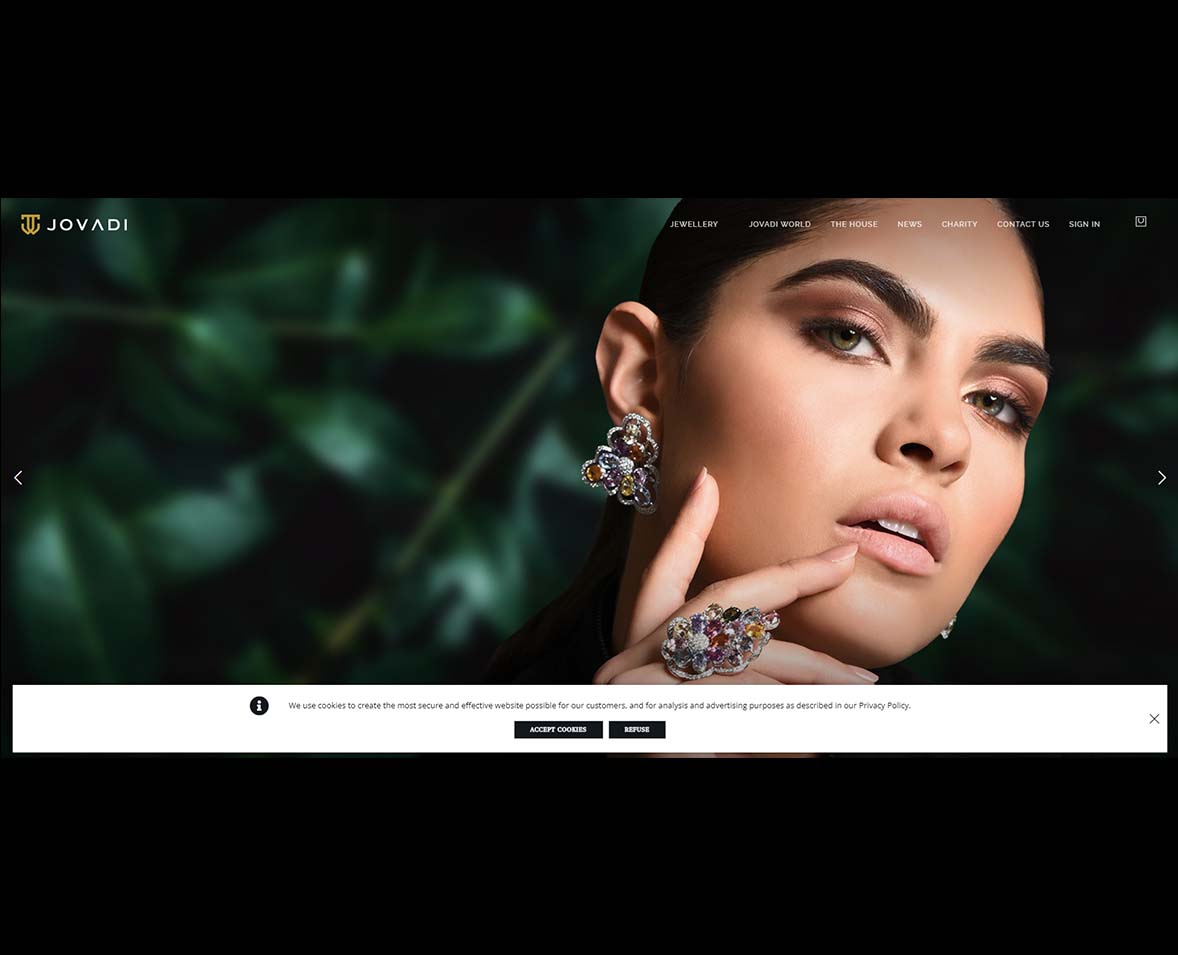 JOVADI
JEWELLERY JOVADI WORLD THE HOUSE NEWS CHARITY CONTACT US SIGN IN
We use cookies to create the most secure and effective website possible for our customers, and for analysis and advertising purposes as described in our Privacy Policy.
ACCEPT COOKIES REFUSE